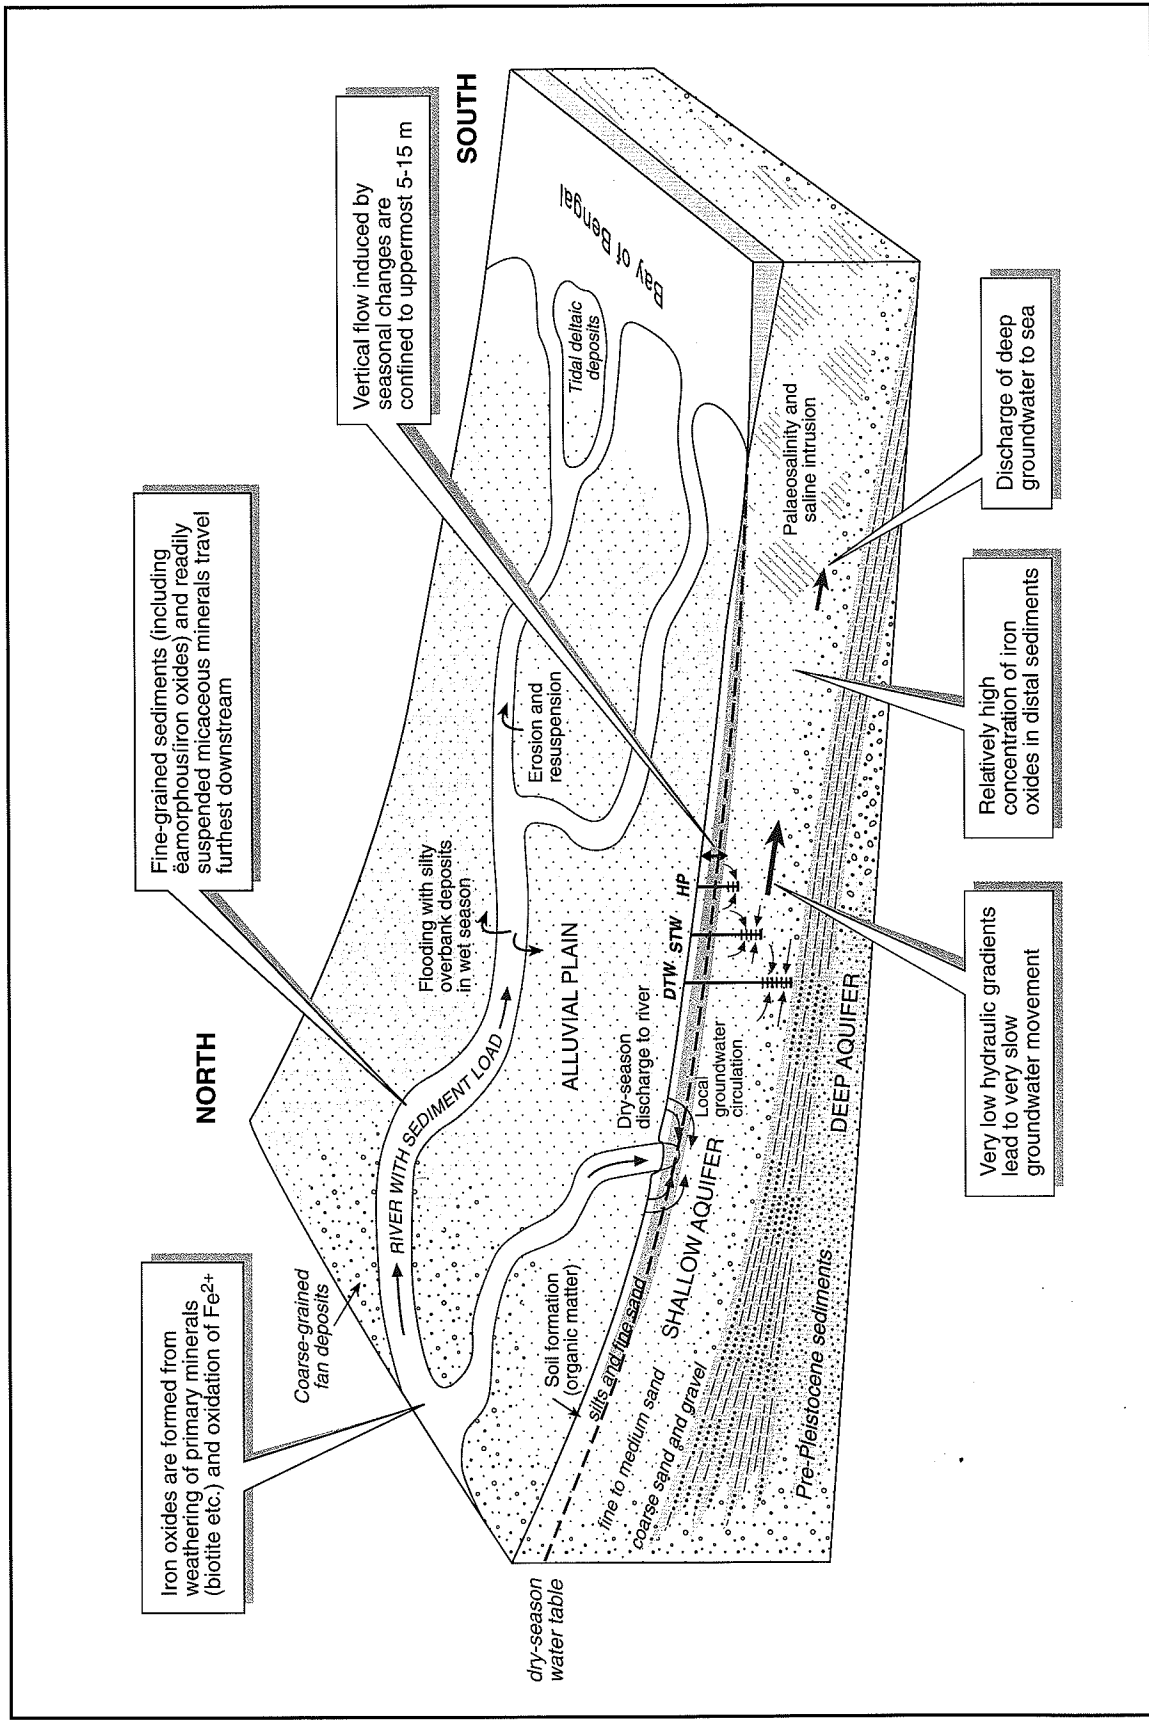 NORTH
SOUTH
Iron oxides are formed from
weathering of primary minerals
(biotite etc.) and oxidation of Fe2+
Fine-grained sediments (including
ëamorphousíiron oxides) and readily
suspended micaceous minerals travel
furthest downstream
Vertical flow induced by
seasonal changes are
confined to uppermost 5-15 m
Coarse-grained
fan deposits
RIVER WITH SEDIMENT LOAD
Flooding with silty
overbank deposits
in wet season
ALLUVIAL PLAIN
Erosion and
resuspension
Tidal deltaic
deposits
Bay of Bengal
Soil formation
(organic matter)
Dry-season
discharge to river
Local
groundwater
circulation
DTW
STW
HP
dry-season
water table
silts and fine sand
fine to medium sand
SHALLOW AQUIFER
coarse sand and gravel
Pre-Pleistocene sediments
DEEP AQUIFER
Palaeosalinity and
saline intrusion
Very low hydraulic gradients
lead to very slow
groundwater movement
Relatively high
concentration of iron
oxides in distal sediments
Discharge of deep
groundwater to sea